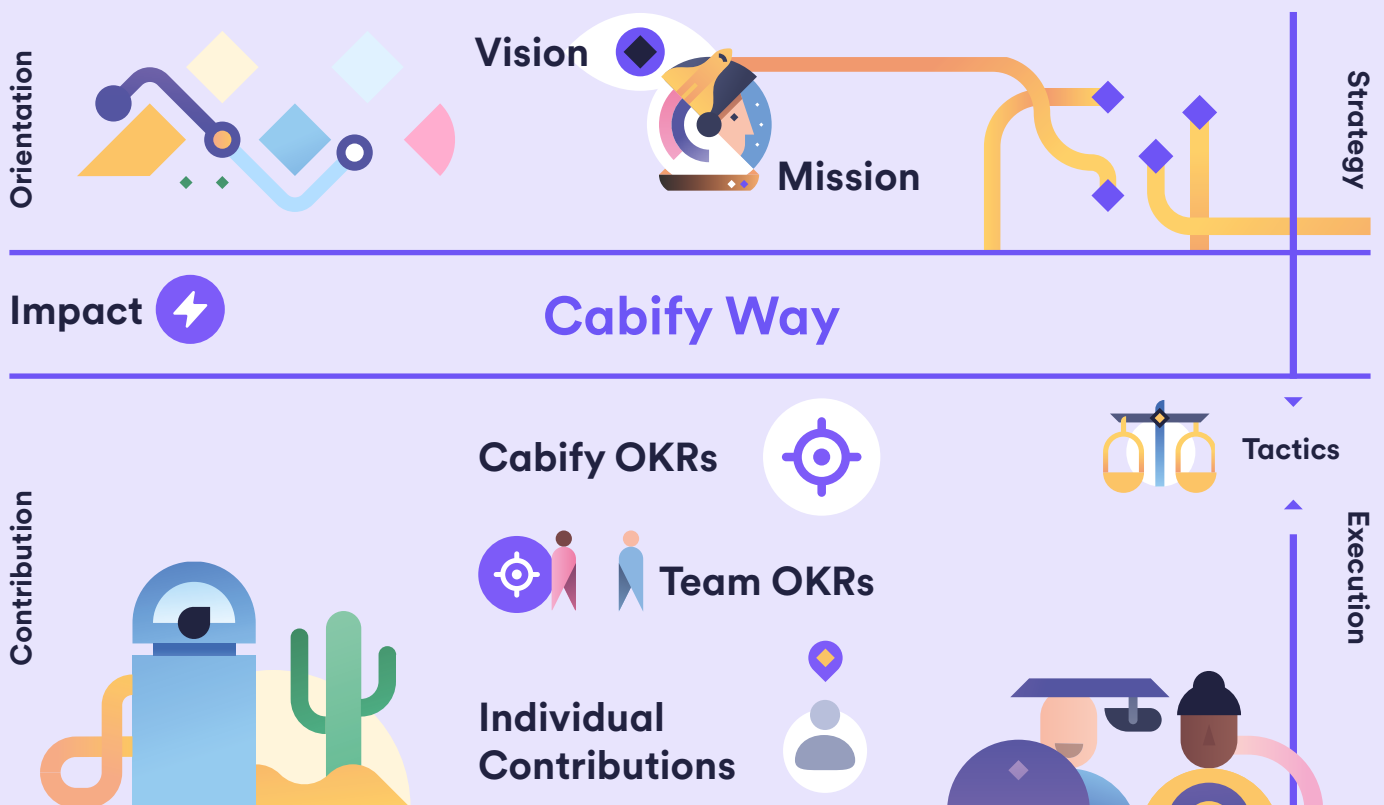 Orientation
Vision
Mission
Strategy
Impact
Cabify Way
Cabify OKRs
Tactics
Contribution
Execution
Team OKRs
Individual
Contributions